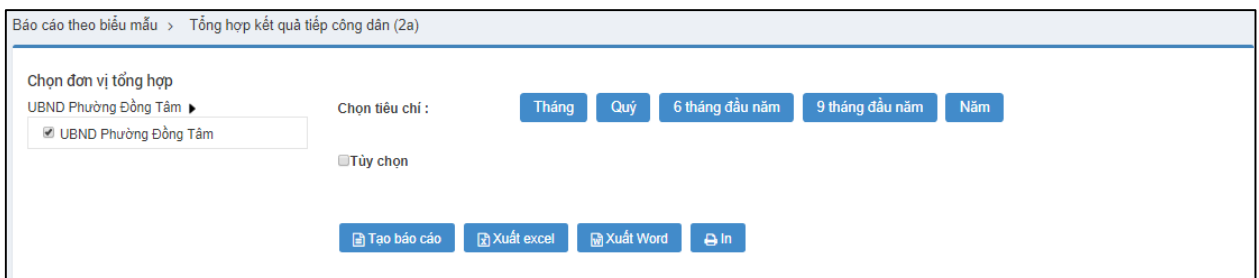 Báo cáo theo biểu mẫu > Tổng hợp kết quả tiếp công dân (2a)
Chọn đơn vị tổng hợp
UBND Phường Đồng Tâm
UBND Phường Đồng Tâm
Chọn tiêu chí : Tháng Quý 6 tháng đầu năm 9 tháng đầu năm Năm
Tùy chọn
Tạo báo cáo Xuất excel Xuất Word In